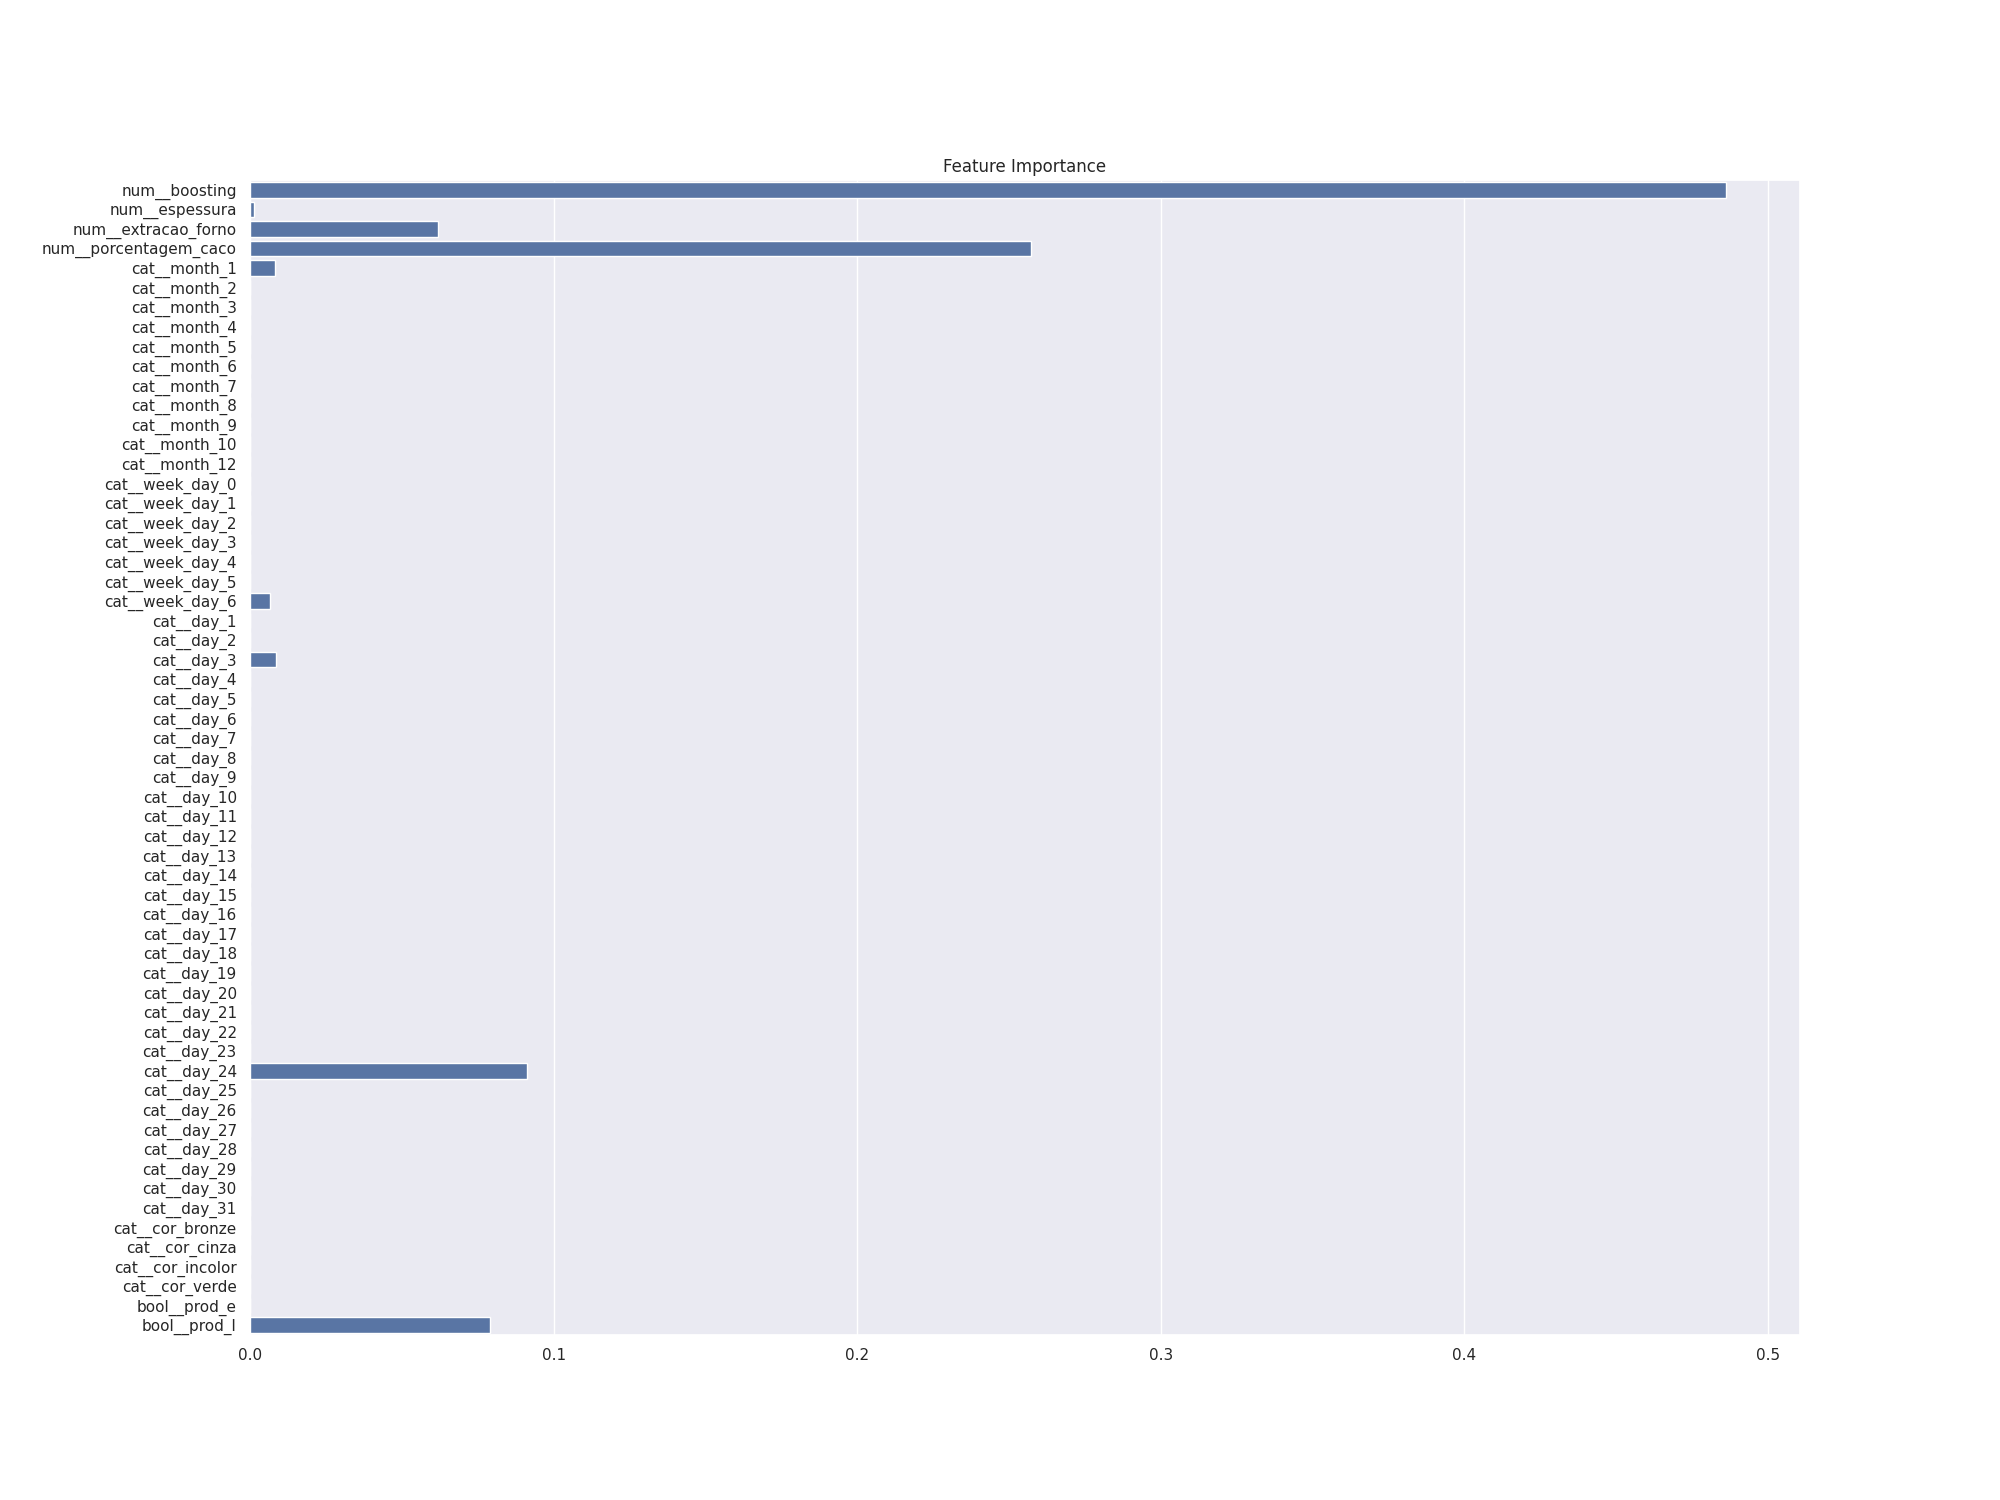 Feature Importance
num__boosting
num__espessura
num__extracao_forno
num__porcentagem_caco
cat__month_1
cat__month_2
cat__month_3
cat__month_4
cat__month_5
cat__month_6
cat__month_7
cat__month_8
cat__month_9
cat__month_10
cat__month_12
cat__week_day_0
cat__week_day_1
cat__week_day_2
cat__week_day_3
cat__week_day_4
cat__week_day_5
cat__week_day_6
cat__day_1
cat__day_2
cat__day_3
cat__day_4
cat__day_5
cat__day_6
cat__day_7
cat__day_8
cat__day_9
cat__day_10
cat__day_11
cat__day_12
cat__day_13
cat__day_14
cat__day_15
cat__day_16
cat__day_17
cat__day_18
cat__day_19
cat__day_20
cat__day_21
cat__day_22
cat__day_23
cat__day_24
cat__day_25
cat__day_26
cat__day_27
cat__day_28
cat__day_29
cat__day_30
cat__day_31
cat__cor_bronze
cat__cor_cinza
cat__cor_incolor
cat__cor_verde
bool__prod_e
bool__prod_l
0.0 0.1 0.2 0.3 0.4 0.5